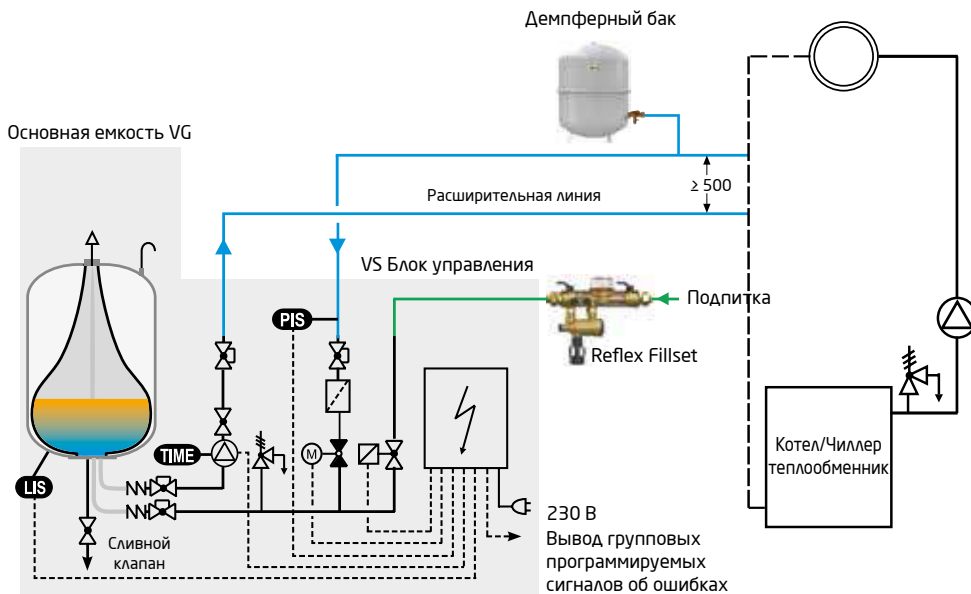 Демпферный бак
Основная емкость VG
≥ 500
Расширительная линия
VS Блок управления
PIS
Подпитка
Reflex Fillset
TIME
M
LIS
Котел/Чиллер
теплообменник
Сливной
клапан
230 В
Вывод групповых
программируемых
сигналов об ошибках